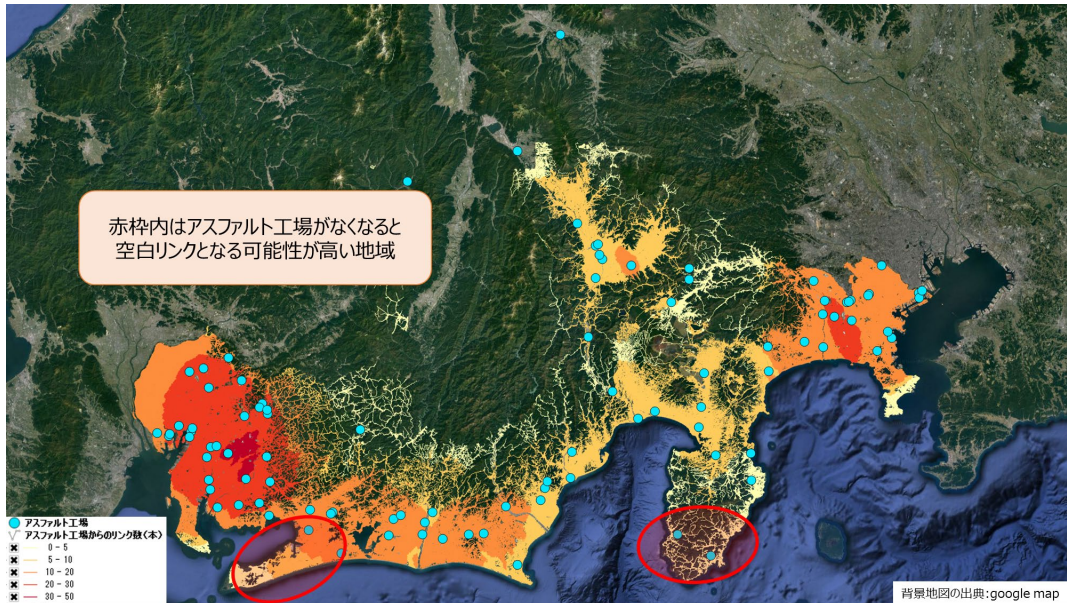 赤枠内はアスファルト工場がなくなると
空白リンクとなる可能性が高い地域
アスファルト工場
アスファルト工場からのリンク数(本)
0 - 5
5 - 10
10 - 20
20 - 30
30 - 50
背景地図の出典:google map